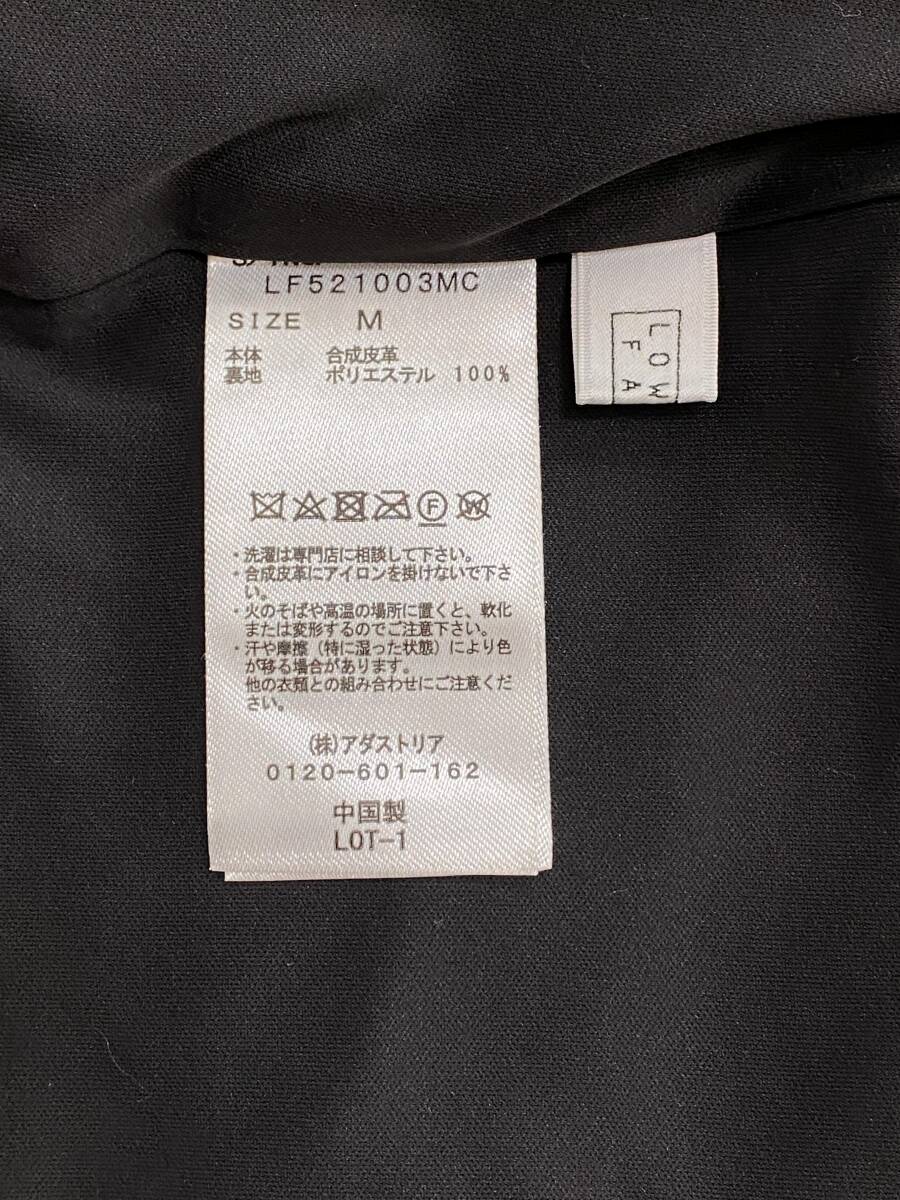 LF521003MC
SIZE M
本体 合成皮革
裏地 ポリエステル 100%
F W
・洗濯は専門店に相談して下さい。
・合成皮革にアイロンを掛けないで下さ
い。
・火のそばや高温の場所に置くと、軟化
または変形するのでご注意下さい。
・汗や摩擦（特に湿った状態）により色
が移る場合があります。
他の衣類との組み合わせにご注意くだ
さい。
(株)アダストリア
0120-601-162
中国製
LOT-1
LOW
F
A